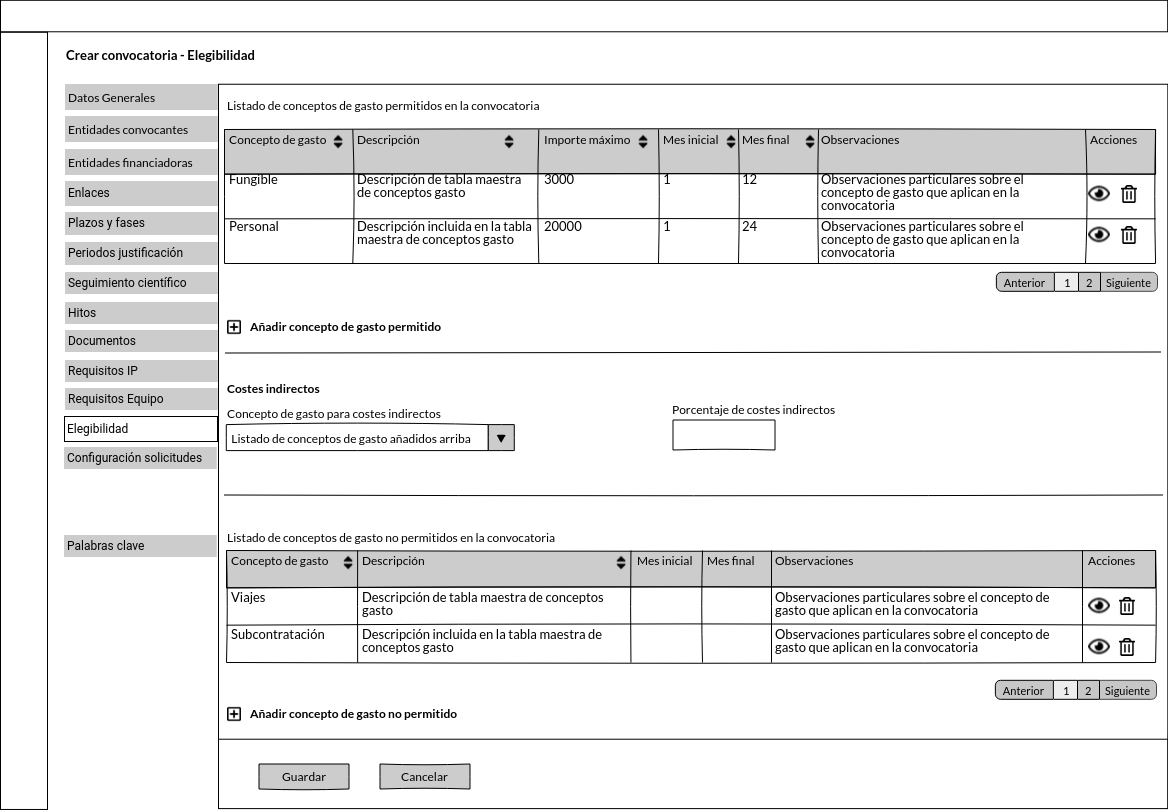 Crear convocatoria - Elegibilidad
Datos Generales
Entidades convocantes
Entidades financiadoras
Enlaces
Plazos y fases
Periodos justificación
Seguimiento científico
Hitos
Documentos
Requisitos IP
Requisitos Equipo
Elegibilidad
Configuración solicitudes
Palabras clave
Listado de conceptos de gasto permitidos en la convocatoria
Concepto de gasto Descripción Importe máximo Mes inicial Mes final Observaciones Acciones
Fungible Descripción de tabla maestra 3000 1 12 Observaciones particulares sobre el
de conceptos gasto concepto de gasto que aplican en la
convocatoria
Personal Descripción incluida en la tabla 20000 1 24 Observaciones particulares sobre el
maestra de conceptos gasto concepto de gasto que aplican en la
convocatoria
Anterior 1 2 Siguiente
Añadir concepto de gasto permitido
Costes indirectos
Concepto de gasto para costes indirectos Porcentaje de costes indirectos
Listado de conceptos de gasto añadidos arriba
Listado de conceptos de gasto no permitidos en la convocatoria
Concepto de gasto Descripción Mes inicial Mes final Observaciones Acciones
Viajes Descripción de tabla maestra de conceptos Observaciones particulares sobre el concepto de
gasto gasto que aplican en la convocatoria
Subcontratación Descripción incluida en la tabla maestra de Observaciones particulares sobre el concepto de
conceptos gasto gasto que aplican en la convocatoria
Anterior 1 2 Siguiente
Añadir concepto de gasto no permitido
Guardar Cancelar